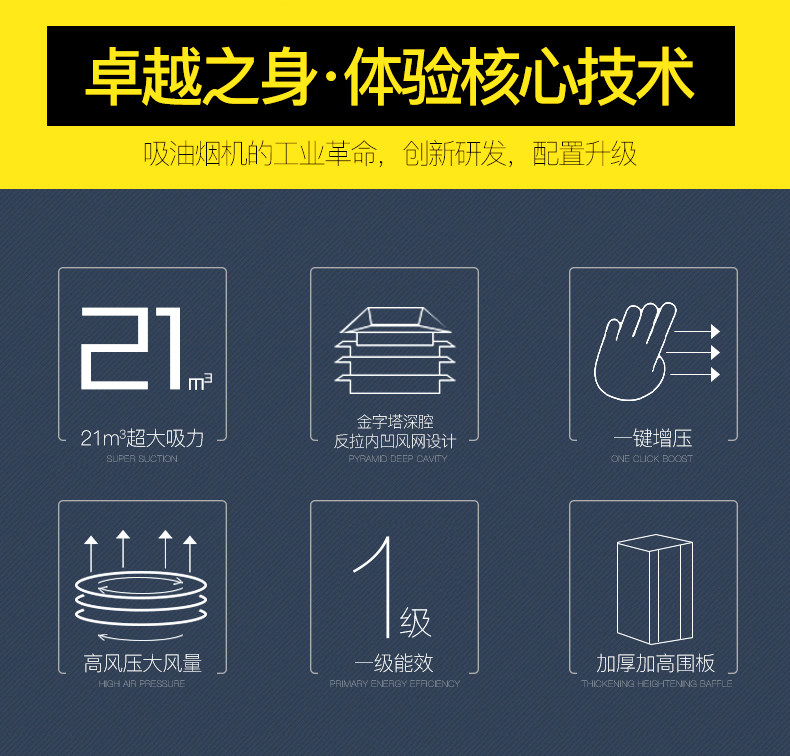 卓越之身·体验核心技术
吸油烟机的工业革命，创新研发，配置升级
21m³
21m³超大吸力
SUPER SUCTION
金字塔深腔
反拉内凹风网设计
PYRAMID DEEP CAVITY
一键增压
ONE CLICK BOOST
高风压大风量
HIGH AIR PRESSURE
1级
一级能效
PRIMARY ENERGY EFFICIENCY
加厚加高围板
THICKENING HEIGHTENING BAFFLE